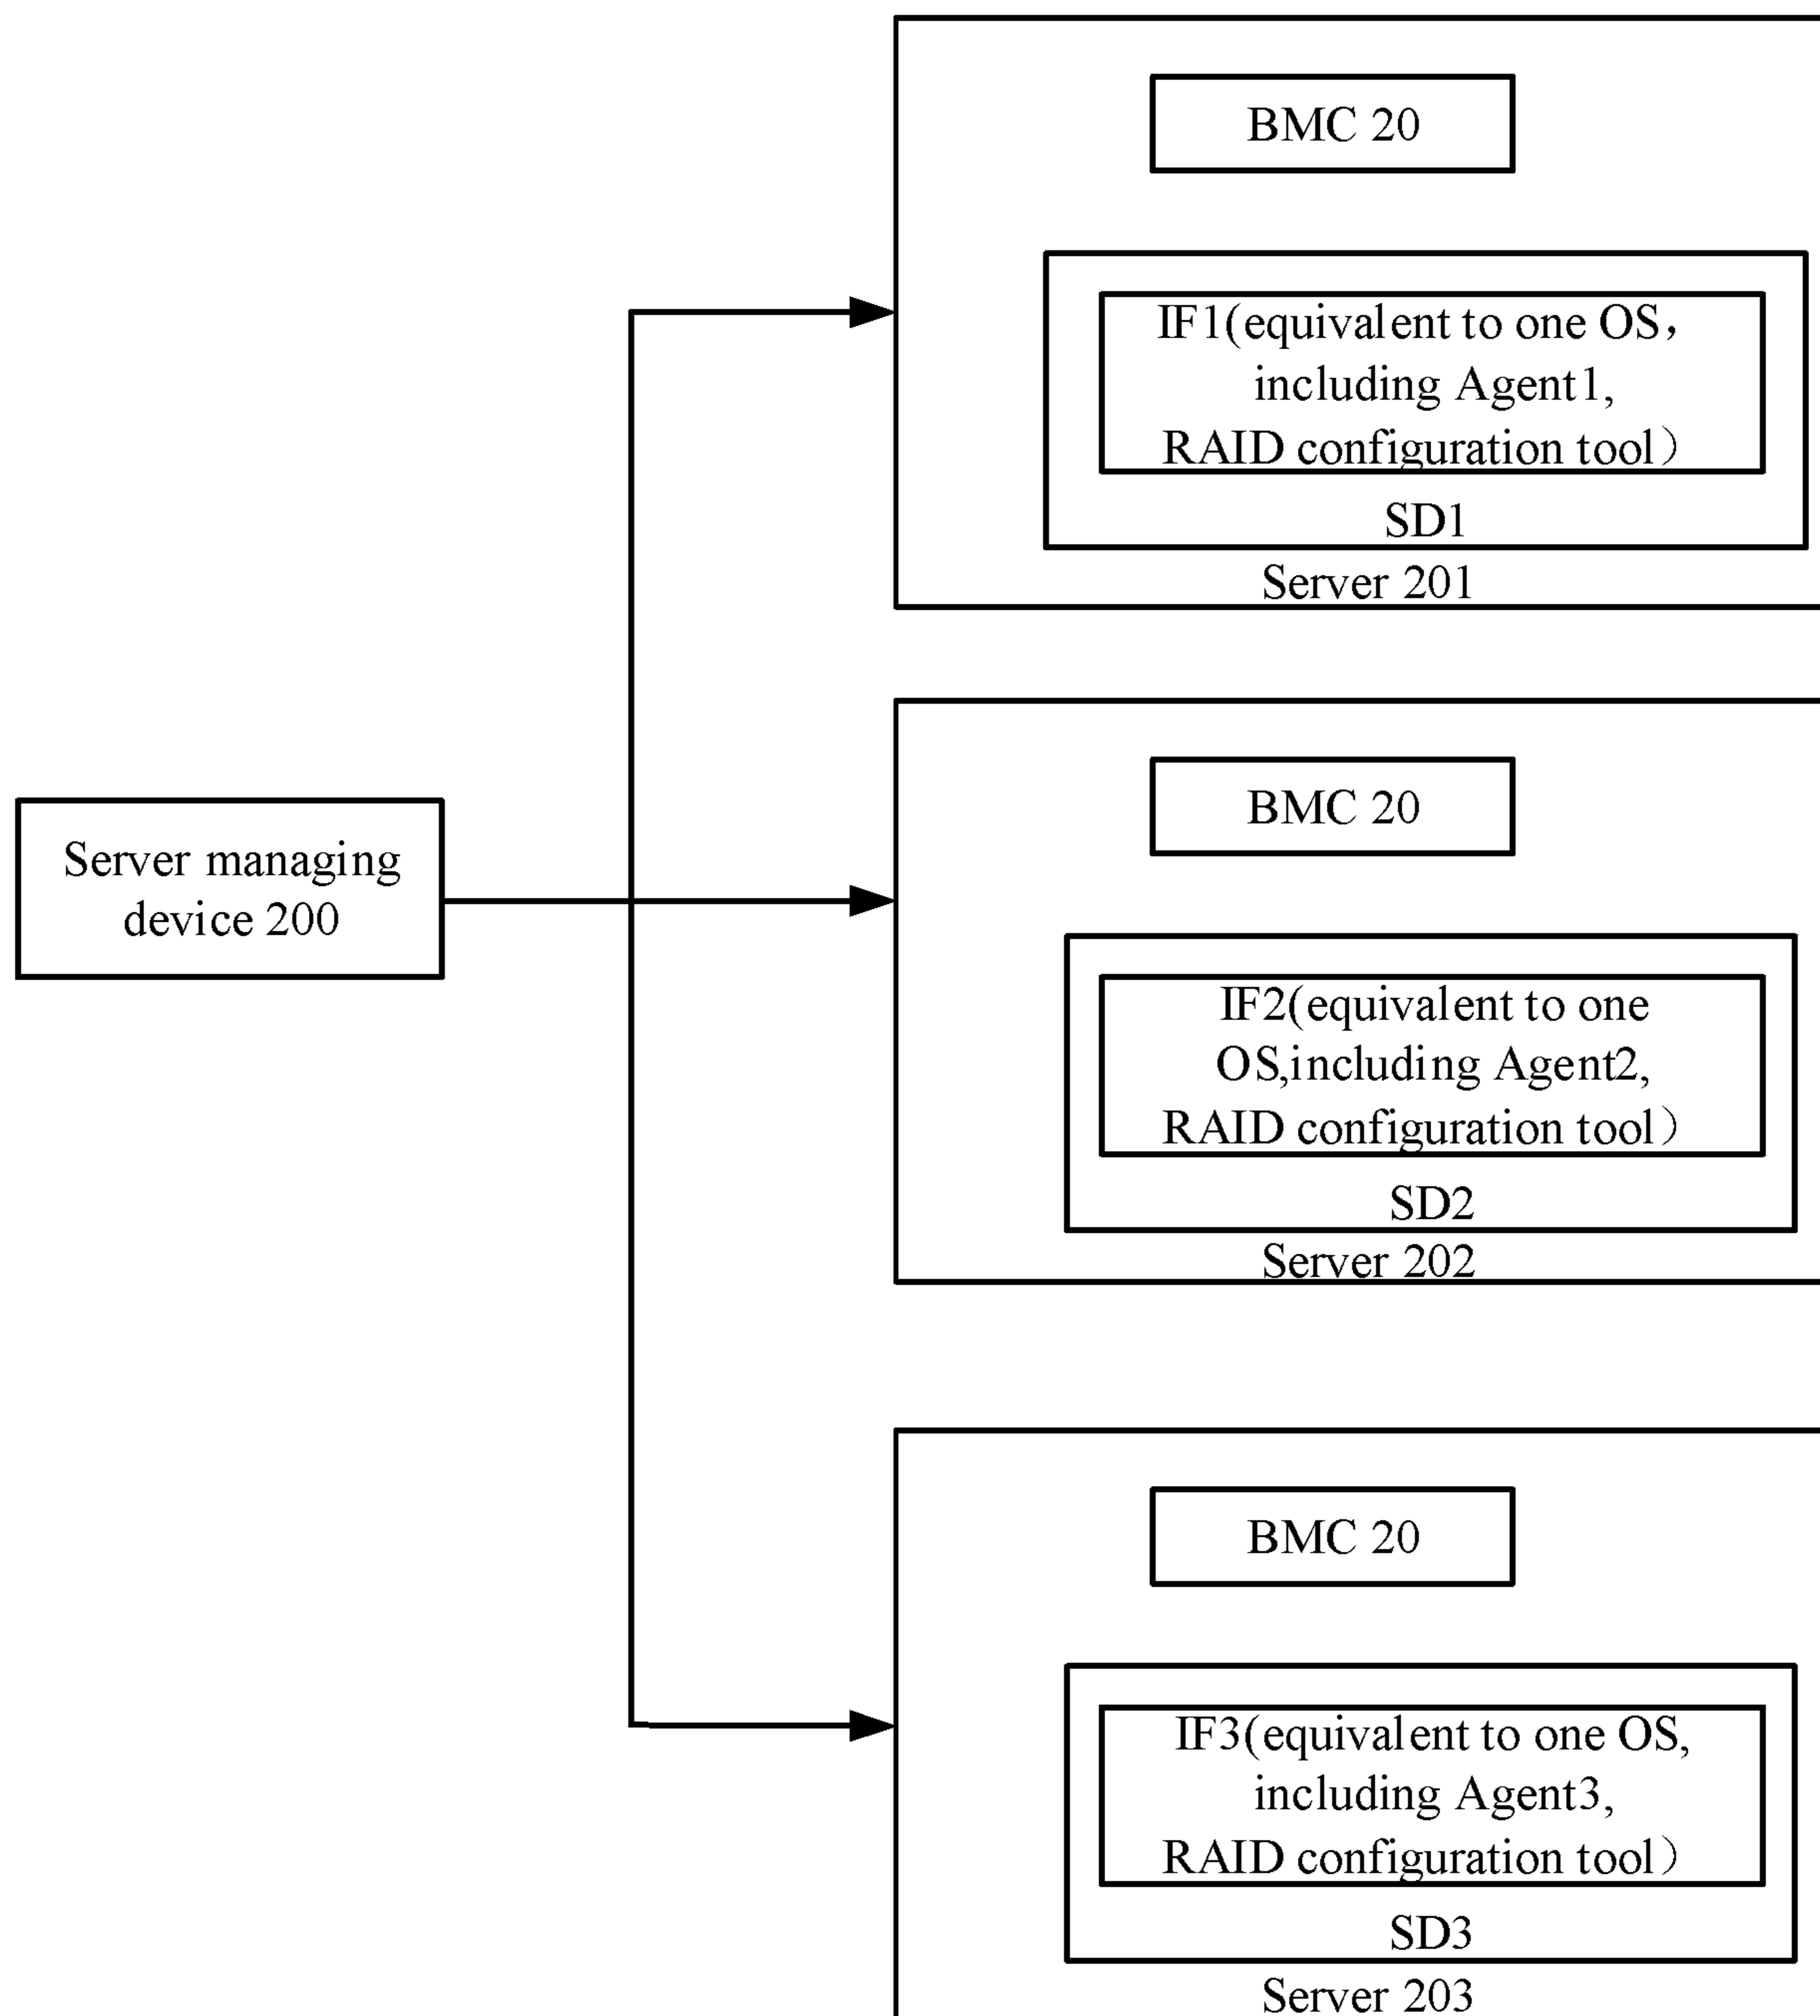 BMC 20
IF1(equivalent to one OS，
including Agent1,
RAID configuration tool）
SD1
Server 201
Server managing
device 200
BMC 20
IF2(equivalent to one
OS,including Agent2,
RAID configuration tool）
SD2
Server 202
BMC 20
IF3(equivalent to one OS,
including Agent3,
RAID configuration tool）
SD3
Server 203